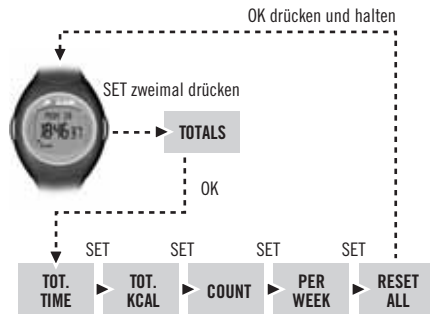 OK drücken und halten
SET zweimal drücken
TOTALS
OK
SET SET SET SET
TOT. TIME
TOT. KCAL
COUNT
PER WEEK
RESET ALL